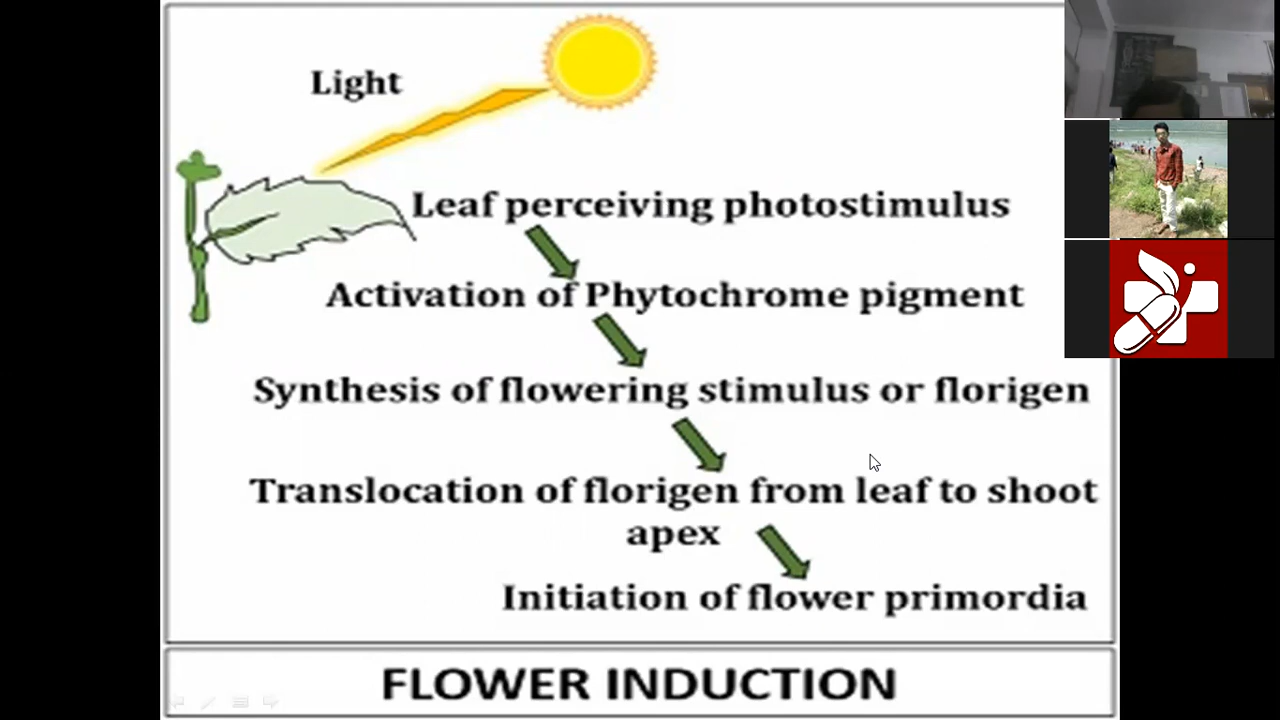 Light
Leaf perceiving photostimulus
Activation of Phytochrome pigment
Synthesis of flowering stimulus or florigen
Translocation of florigen from leaf to shoot
apex
Initiation of flower primordia
FLOWER INDUCTION